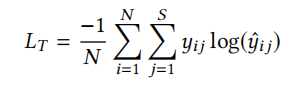 L_T = \frac{-1}{N} \sum_{i=1}^{N} \sum_{j=1}^{S} y_{ij} \log(\hat{y}_{ij})